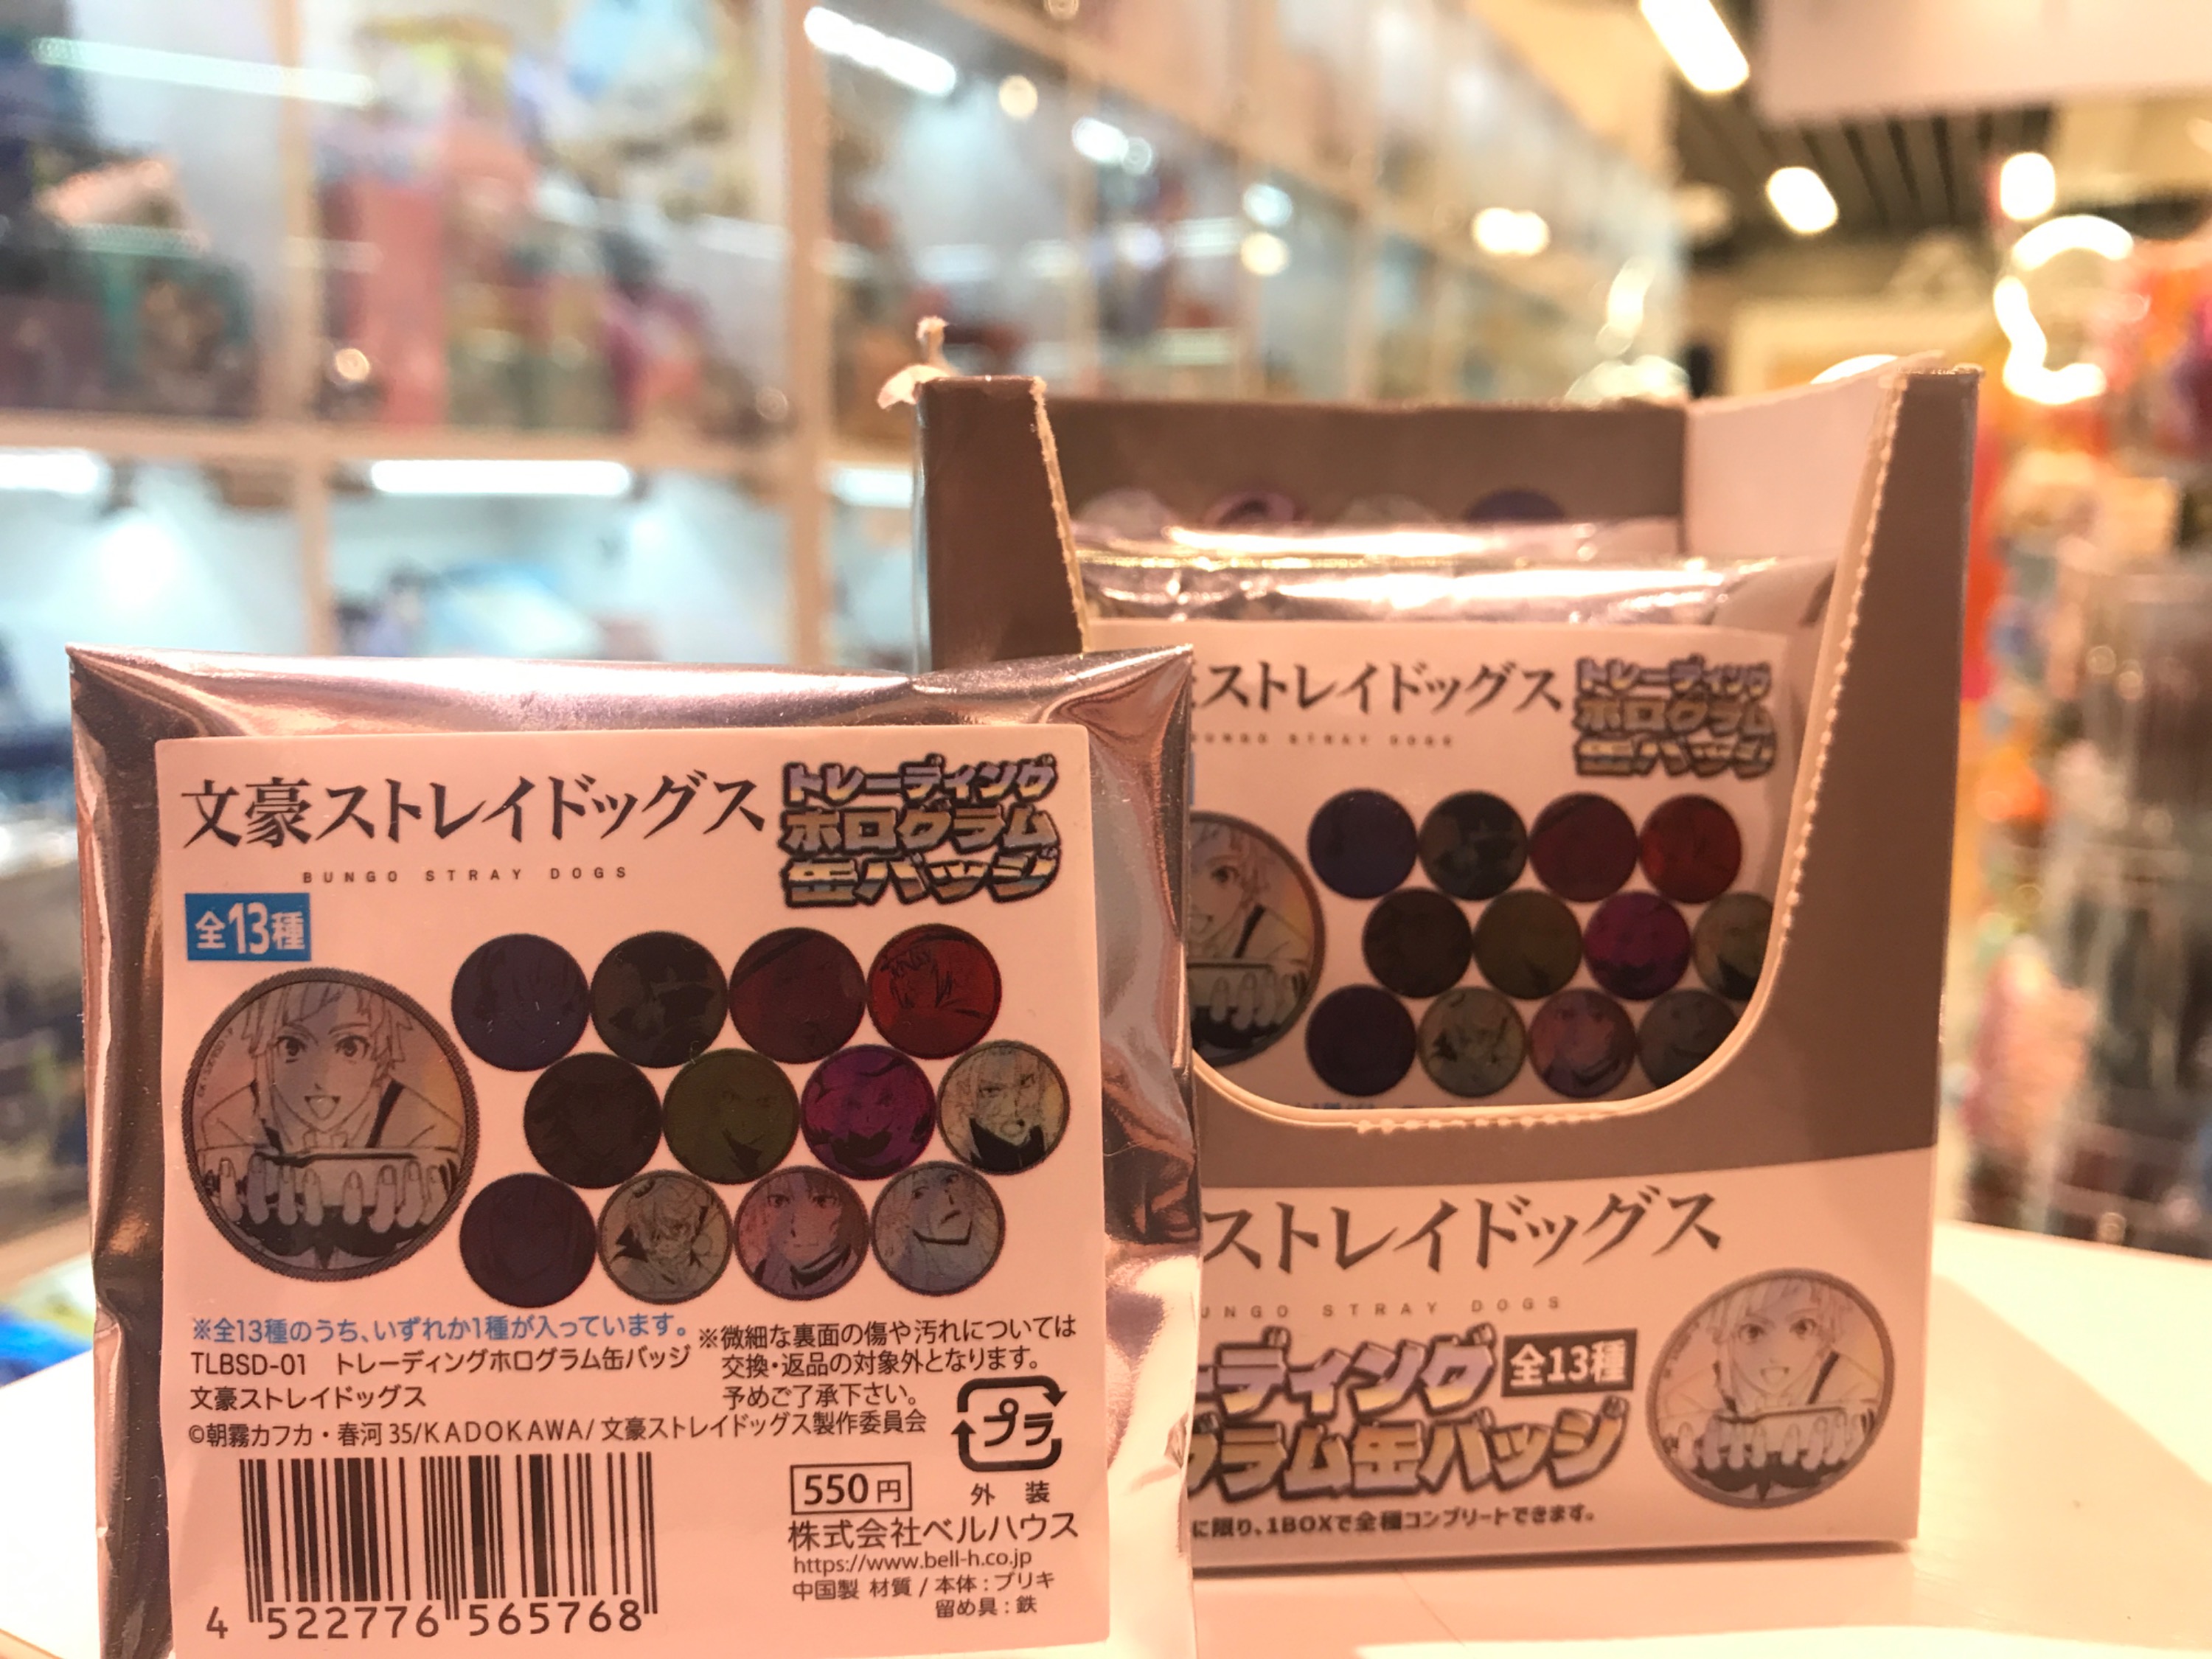 文豪ストレイドッグス
BUNGO STRAY DOGS
トレーディング
ホログラム
缶バッジ
全13種
※全13種のうち、いずれか1種が入っています。
TLBSD-01 トレーディングホログラム缶バッジ
文豪ストレイドッグス
※微細な裏面の傷や汚れについては
交換・返品の対象外となります。
予めご了承下さい。
©朝霧カフカ・春河35/KADOKAWA/文豪ストレイドッグス製作委員会
プラ
外装
550円
株式会社ベルハウス
https://www.bell-h.co.jp
中国製 材質/本体:ブリキ
留め具:鉄
4 522776 565768
ストレイドッグス
BUNGO STRAY DOGS
トレーディング
ホログラム
缶バッジ
ストレイドッグス
UNGO STRAY DOGS
ーディング
全13種
グラム缶バッジ
に限り、1BOXで全種コンプリートできます。